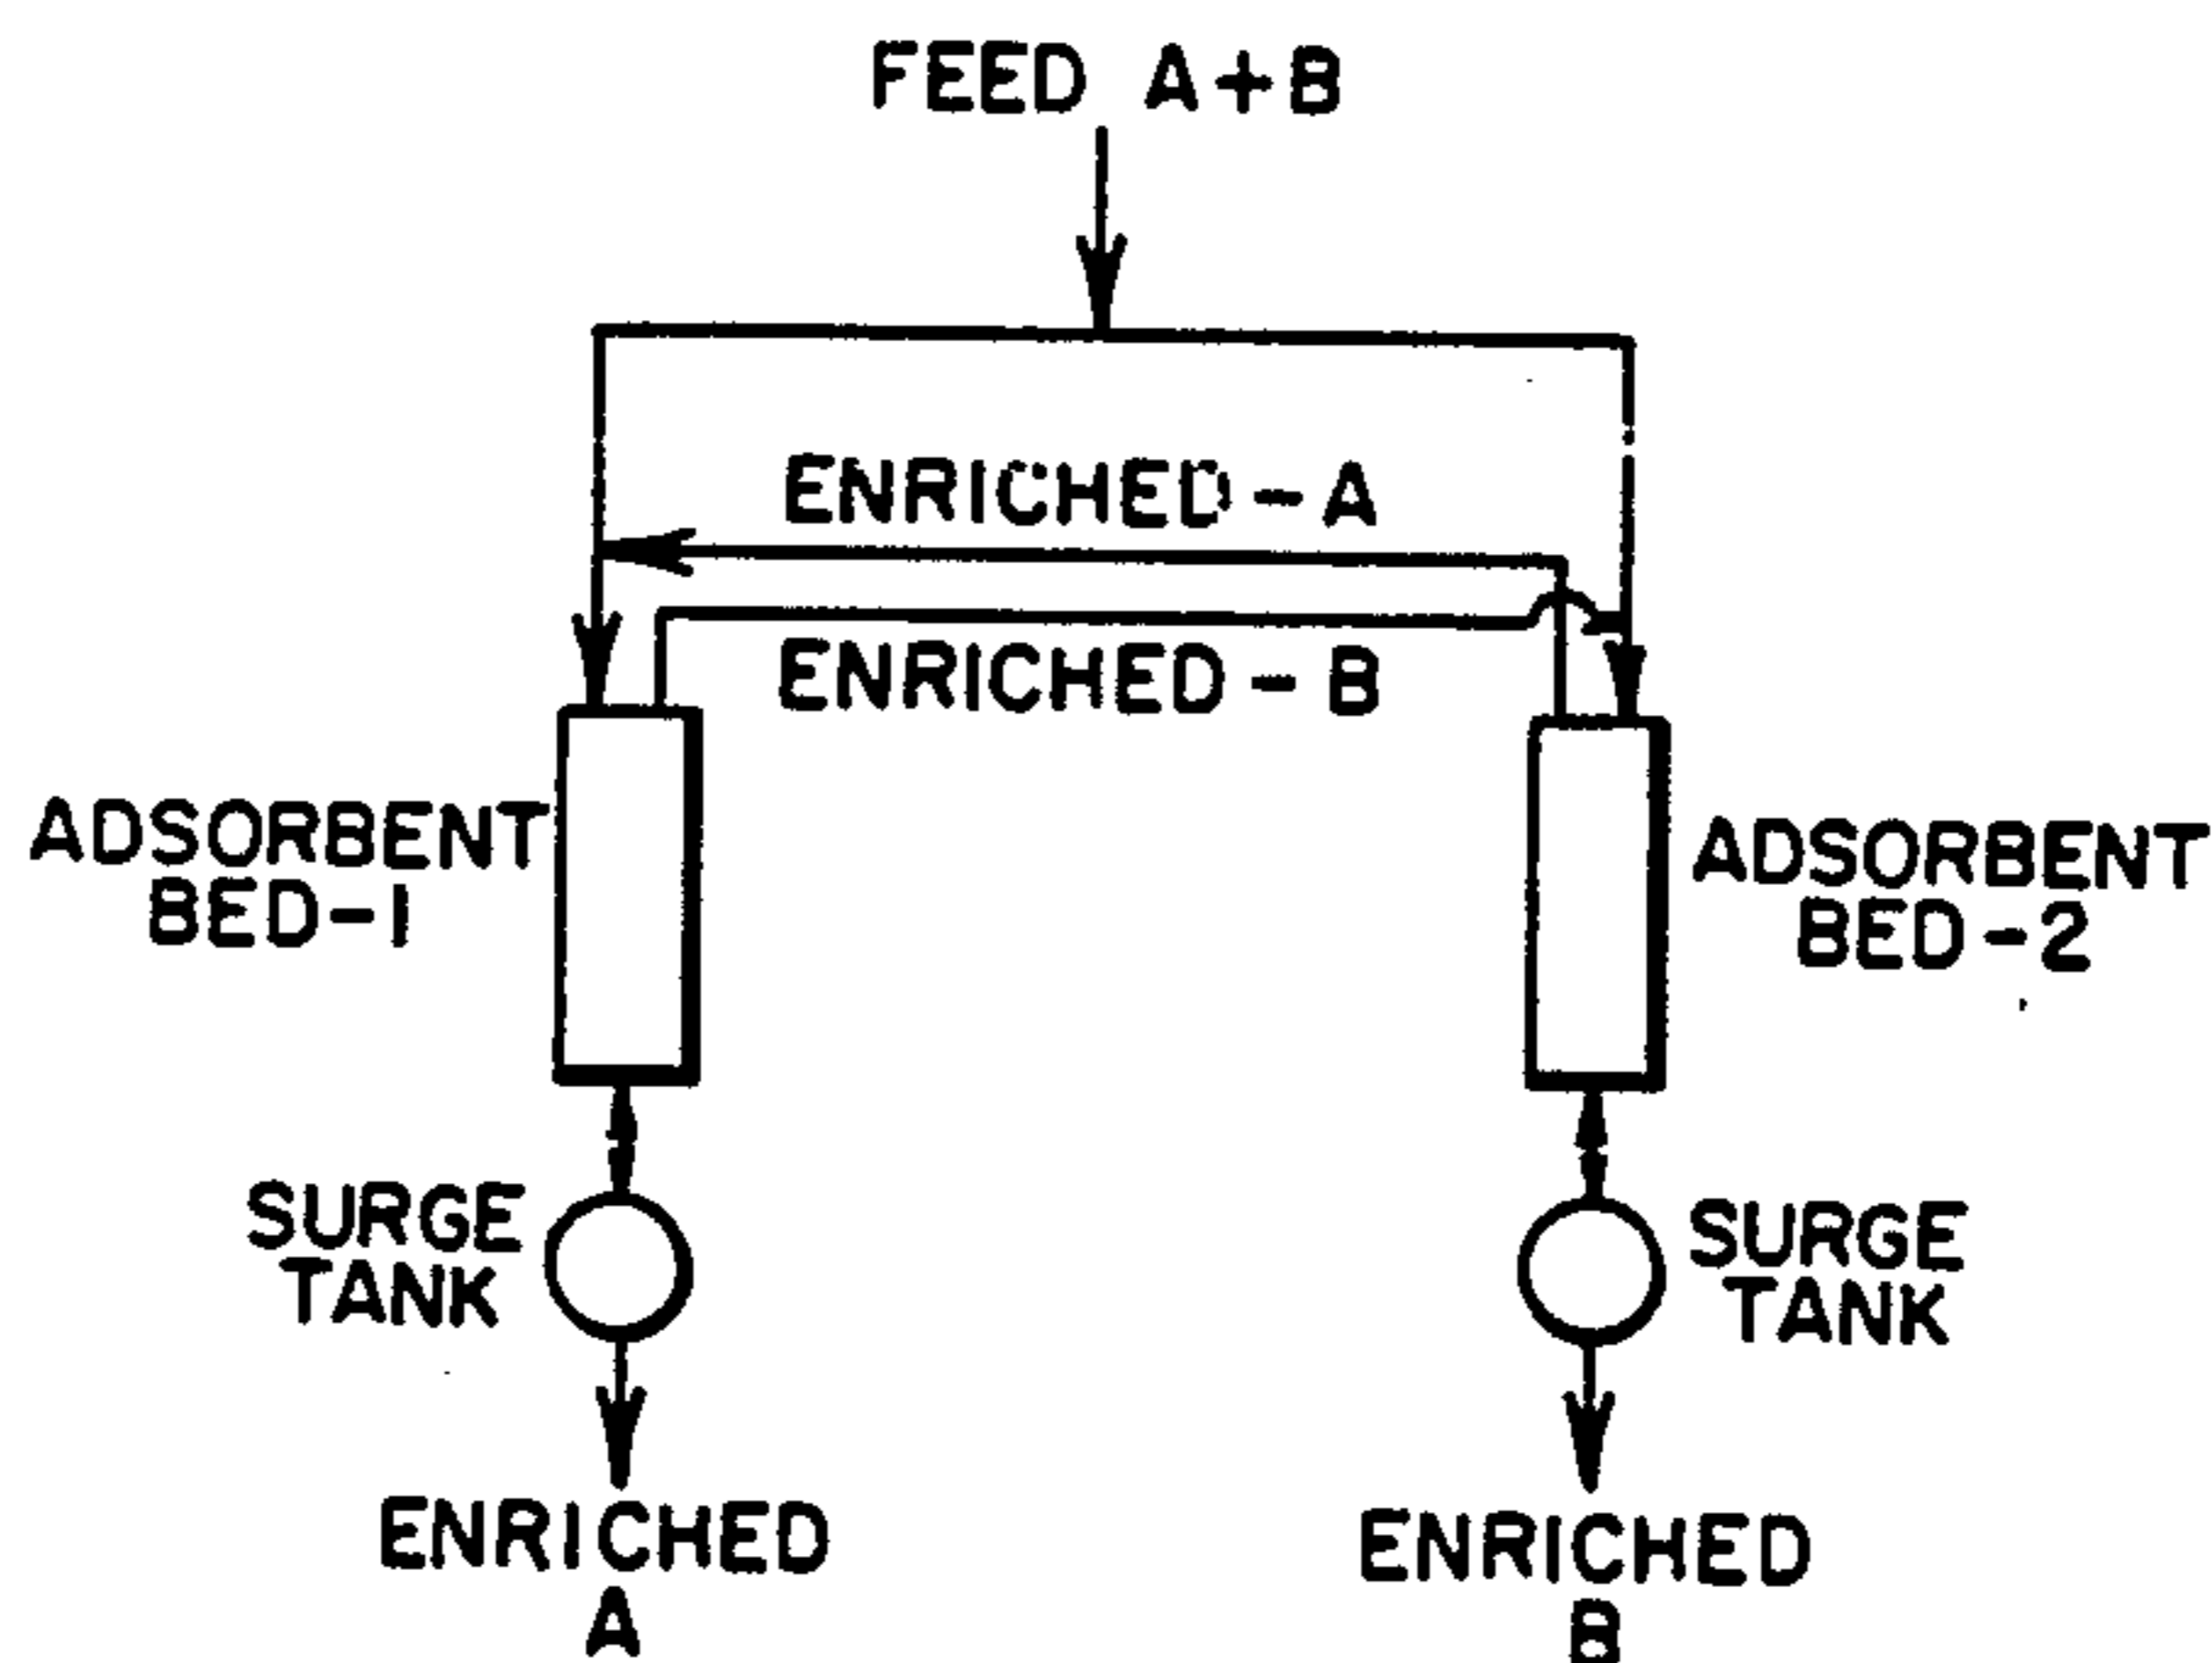 FEED A+B
ENRICHED-A
ENRICHED-B
ADSORBENT
BED-1
ADSORBENT
BED-2
SURGE
TANK
SURGE
TANK
ENRICHED
A
ENRICHED
B